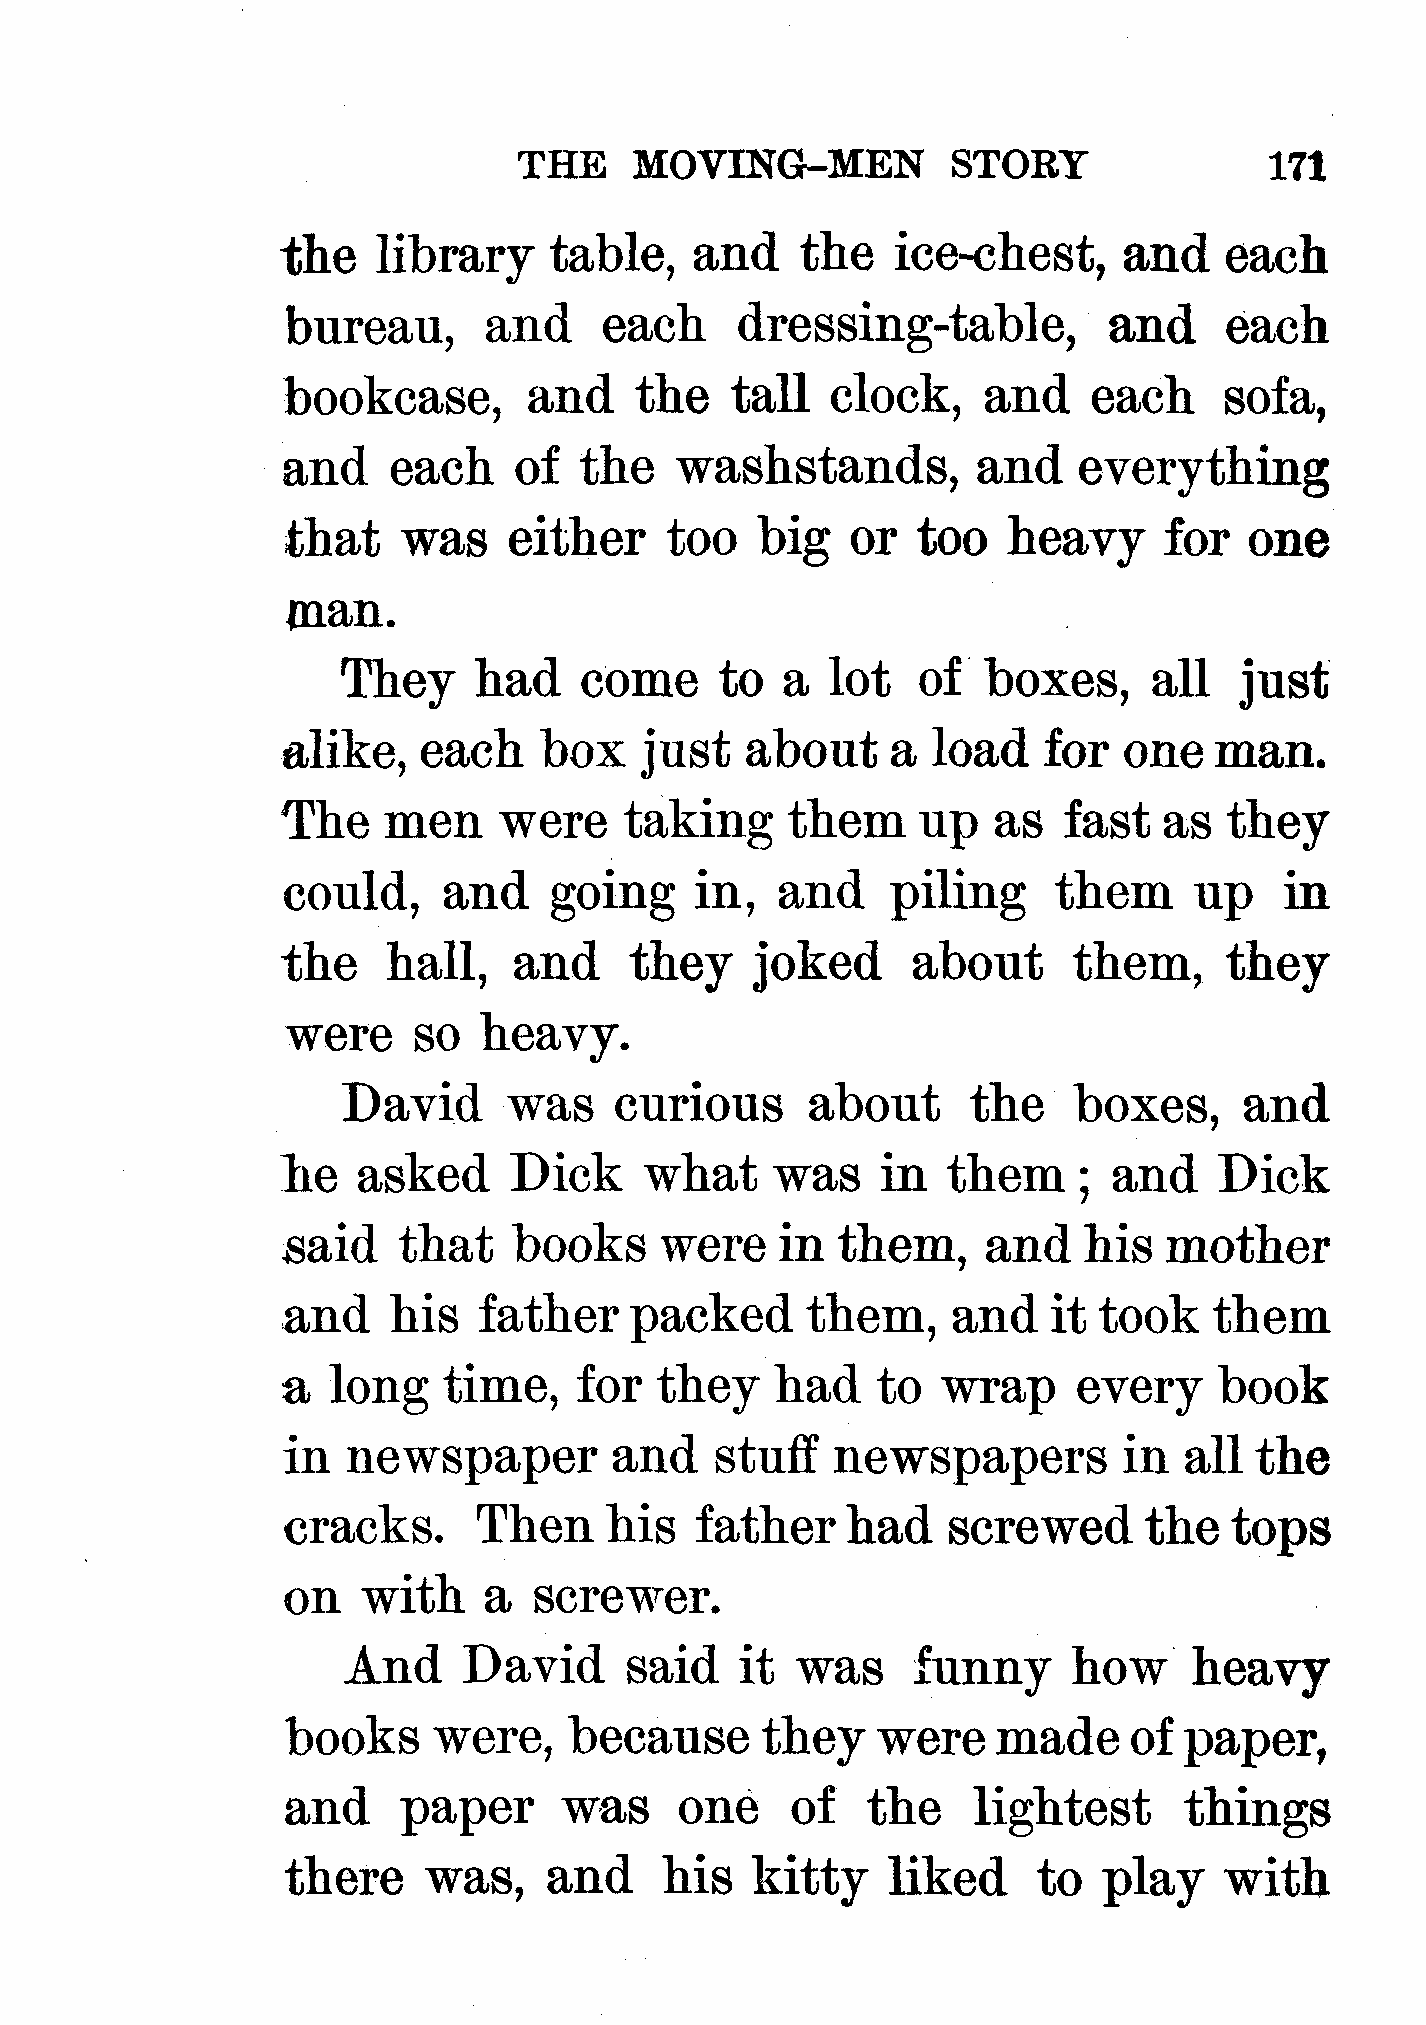 THE MOVING-MEN STORY 171
the library table, and the ice-chest, and each
bureau, and each dressing-table, and each
bookcase, and the tall clock, and each sofa,
and each of the washstands, and everything
that was either too big or too heavy for one
man.
They had come to a lot of boxes, all just
alike, each box just about a load for one man.
The men were taking them up as fast as they
could, and going in, and piling them up in
the hall, and they joked about them, they
were so heavy.
David was curious about the boxes, and
he asked Dick what was in them; and Dick
said that books were in them, and his mother
and his father packed them, and it took them
a long time, for they had to wrap every book
in newspaper and stuff newspapers in all the
cracks. Then his father had screwed the tops
on with a screwer.
And David said it was funny how heavy
books were, because they were made of paper,
and paper was one of the lightest things
there was, and his kitty liked to play with